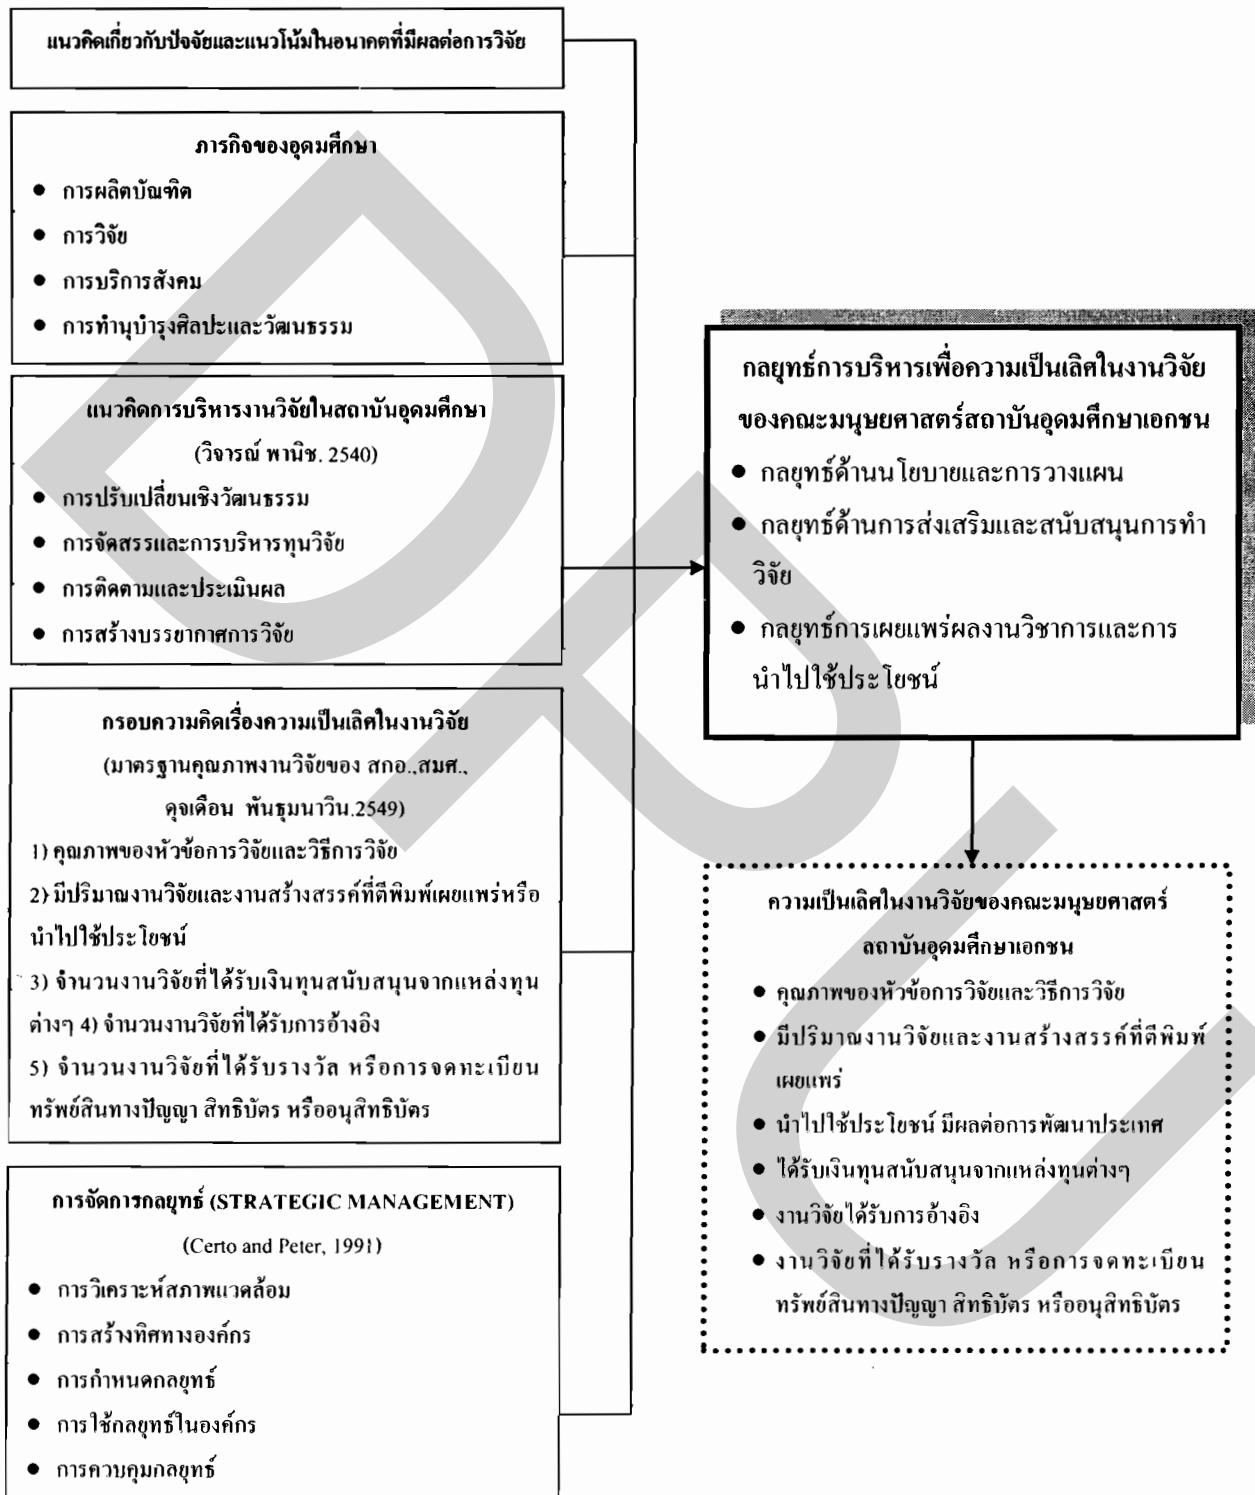 แนวคิดเกี่ยวกับปัจจัยและแนวโน้มในอนาคตที่มีผลต่อการวิจัย
ภารกิจของอุดมศึกษา
● การผลิตบัณฑิต
● การวิจัย
● การบริการสังคม
● การทำนุบำรุงศิลปะและวัฒนธรรม
แนวคิดการบริหารงานวิจัยในสถาบันอุดมศึกษา
(วิจารณ์ พานิช. 2540)
● การปรับเปลี่ยนเชิงวัฒนธรรม
● การจัดสรรและการบริหารทุนวิจัย
● การติดตามและประเมินผล
● การสร้างบรรยากาศการวิจัย
กรอบความคิดเรื่องความเป็นเลิศในงานวิจัย
(มาตรฐานคุณภาพงานวิจัยของ สกอ.,สมศ.,
ดุจเดือน พันธุมนาวิน.2549)
1) คุณภาพของหัวข้อการวิจัยและวิธีการวิจัย
2) มีปริมาณงานวิจัยและงานสร้างสรรค์ที่ตีพิมพ์เผยแพร่หรือ
นำไปใช้ประโยชน์
3) จำนวนงานวิจัยที่ได้รับเงินทุนสนับสนุนจากแหล่งทุน
ต่างๆ 4) จำนวนงานวิจัยที่ได้รับการอ้างอิง
5) จำนวนงานวิจัยที่ได้รับรางวัล หรือการจดทะเบียน
ทรัพย์สินทางปัญญา สิทธิบัตร หรืออนุสิทธิบัตร
การจัดการกลยุทธ์ (STRATEGIC MANAGEMENT)
(Certo and Peter, 1991)
● การวิเคราะห์สภาพแวดล้อม
● การสร้างทิศทางองค์กร
● การกำหนดกลยุทธ์
● การใช้กลยุทธ์ในองค์กร
● การควบคุมกลยุทธ์
กลยุทธ์การบริหารเพื่อความเป็นเลิศในงานวิจัย
ของคณะมนุษยศาสตร์สถาบันอุดมศึกษาเอกชน
● กลยุทธ์ด้านนโยบายและการวางแผน
● กลยุทธ์ด้านการส่งเสริมและสนับสนุนการทำ
วิจัย
● กลยุทธ์การเผยแพร่ผลงานวิชาการและการ
นำไปใช้ประโยชน์
ความเป็นเลิศในงานวิจัยของคณะมนุษยศาสตร์
สถาบันอุดมศึกษาเอกชน
● คุณภาพของหัวข้อการวิจัยและวิธีการวิจัย
● มีปริมาณงานวิจัยและงานสร้างสรรค์ที่ตีพิมพ์
เผยแพร่
● นำไปใช้ประโยชน์ มีผลต่อการพัฒนาประเทศ
● ได้รับเงินทุนสนับสนุนจากแหล่งทุนต่างๆ
● งานวิจัยได้รับการอ้างอิง
● งานวิจัยที่ได้รับรางวัล หรือการจดทะเบียน
ทรัพย์สินทางปัญญา สิทธิบัตร หรืออนุสิทธิบัตร
DPU